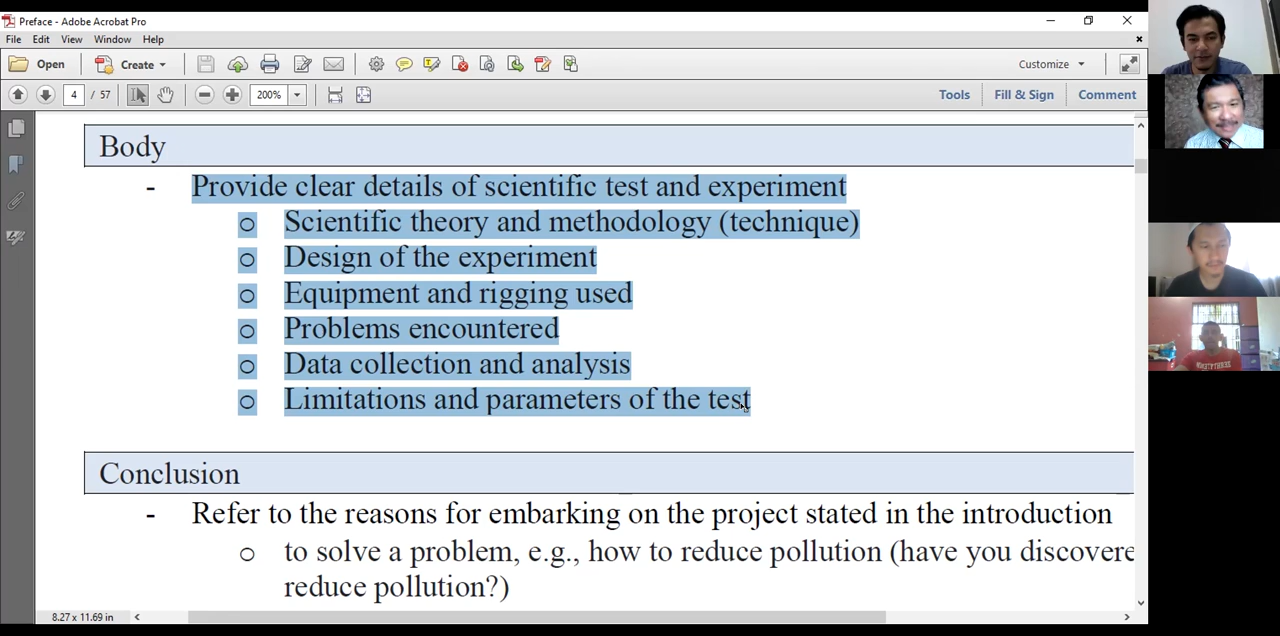 Preface - Adobe Acrobat Pro
File Edit View Window Help
Open Create Customize
4 / 57 200% Tools Fill & Sign Comment
Body
- Provide clear details of scientific test and experiment
o Scientific theory and methodology (technique)
o Design of the experiment
o Equipment and rigging used
o Problems encountered
o Data collection and analysis
o Limitations and parameters of the test
Conclusion
- Refer to the reasons for embarking on the project stated in the introduction
o to solve a problem, e.g., how to reduce pollution (have you discovere
reduce pollution?)
8.27 x 11.69 in